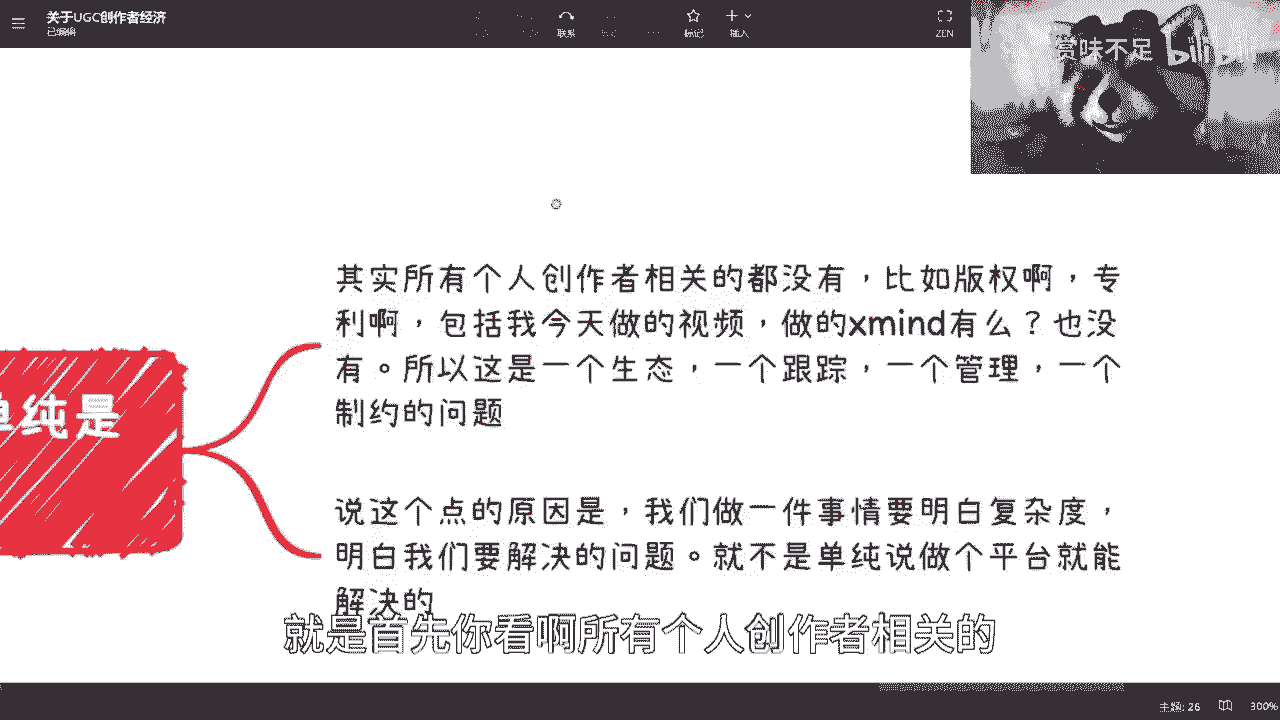 关于UGC创作者经济
已编辑
联系
标记
插入
ZEN
赏味不足 bilibili
其实所有个人创作者相关的都没有，比如版权啊，专
利啊，包括我今天做的视频，做的xmind有么？也没
有。所以这是一个生态，一个跟踪，一个管理，一个
制约的问题
单纯是
说这个点的原因是，我们做一件事情要明白复杂度，
明白我们要解决的问题。就不是单纯说做个平台就能
解决的
就是首先你看啊所有个人创作者相关的
主题: 26
300%